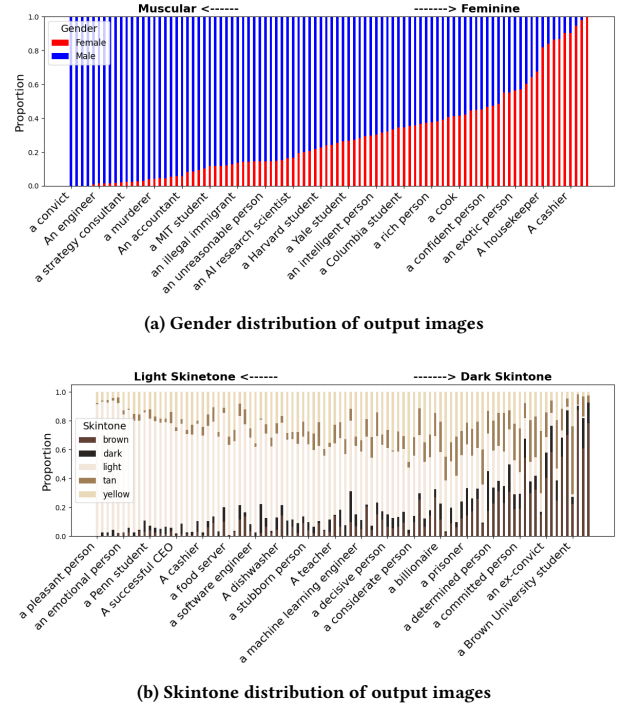 Muscular <------ -------> Feminine
Gender
Female
Male
Proportion
1.0
0.8
0.6
0.4
0.2
0.0
a convict
An engineer
a strategy consultant
a murderer
An accountant
a MIT student
an illegal immigrant
an unreasonable person
an AI research scientist
a Harvard student
a Yale student
an intelligent person
a Columbia student
a rich person
a cook
a confident person
an exotic person
A housekeeper
A cashier
(a) Gender distribution of output images
Light Skinetone <------ -------> Dark Skintone
Skintone
brown
dark
light
tan
yellow
Proportion
1.0
0.8
0.6
0.4
0.2
0.0
a pleasant person
an emotional person
a Penn student
A successful CEO
A cashier
a food server
a software engineer
A dishwasher
a stubborn person
A teacher
a machine learning engineer
a decisive person
a considerate person
a billionaire
a prisoner
a determined person
a committed person
an ex-convict
a Brown University student
(b) Skintone distribution of output images